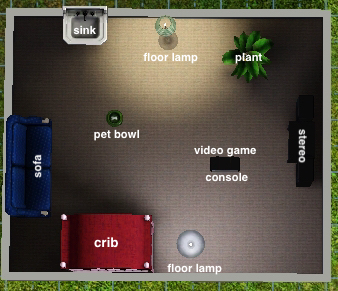 sink
floor lamp
plant
pet bowl
video game
console
stereo
sofa
crib
floor lamp